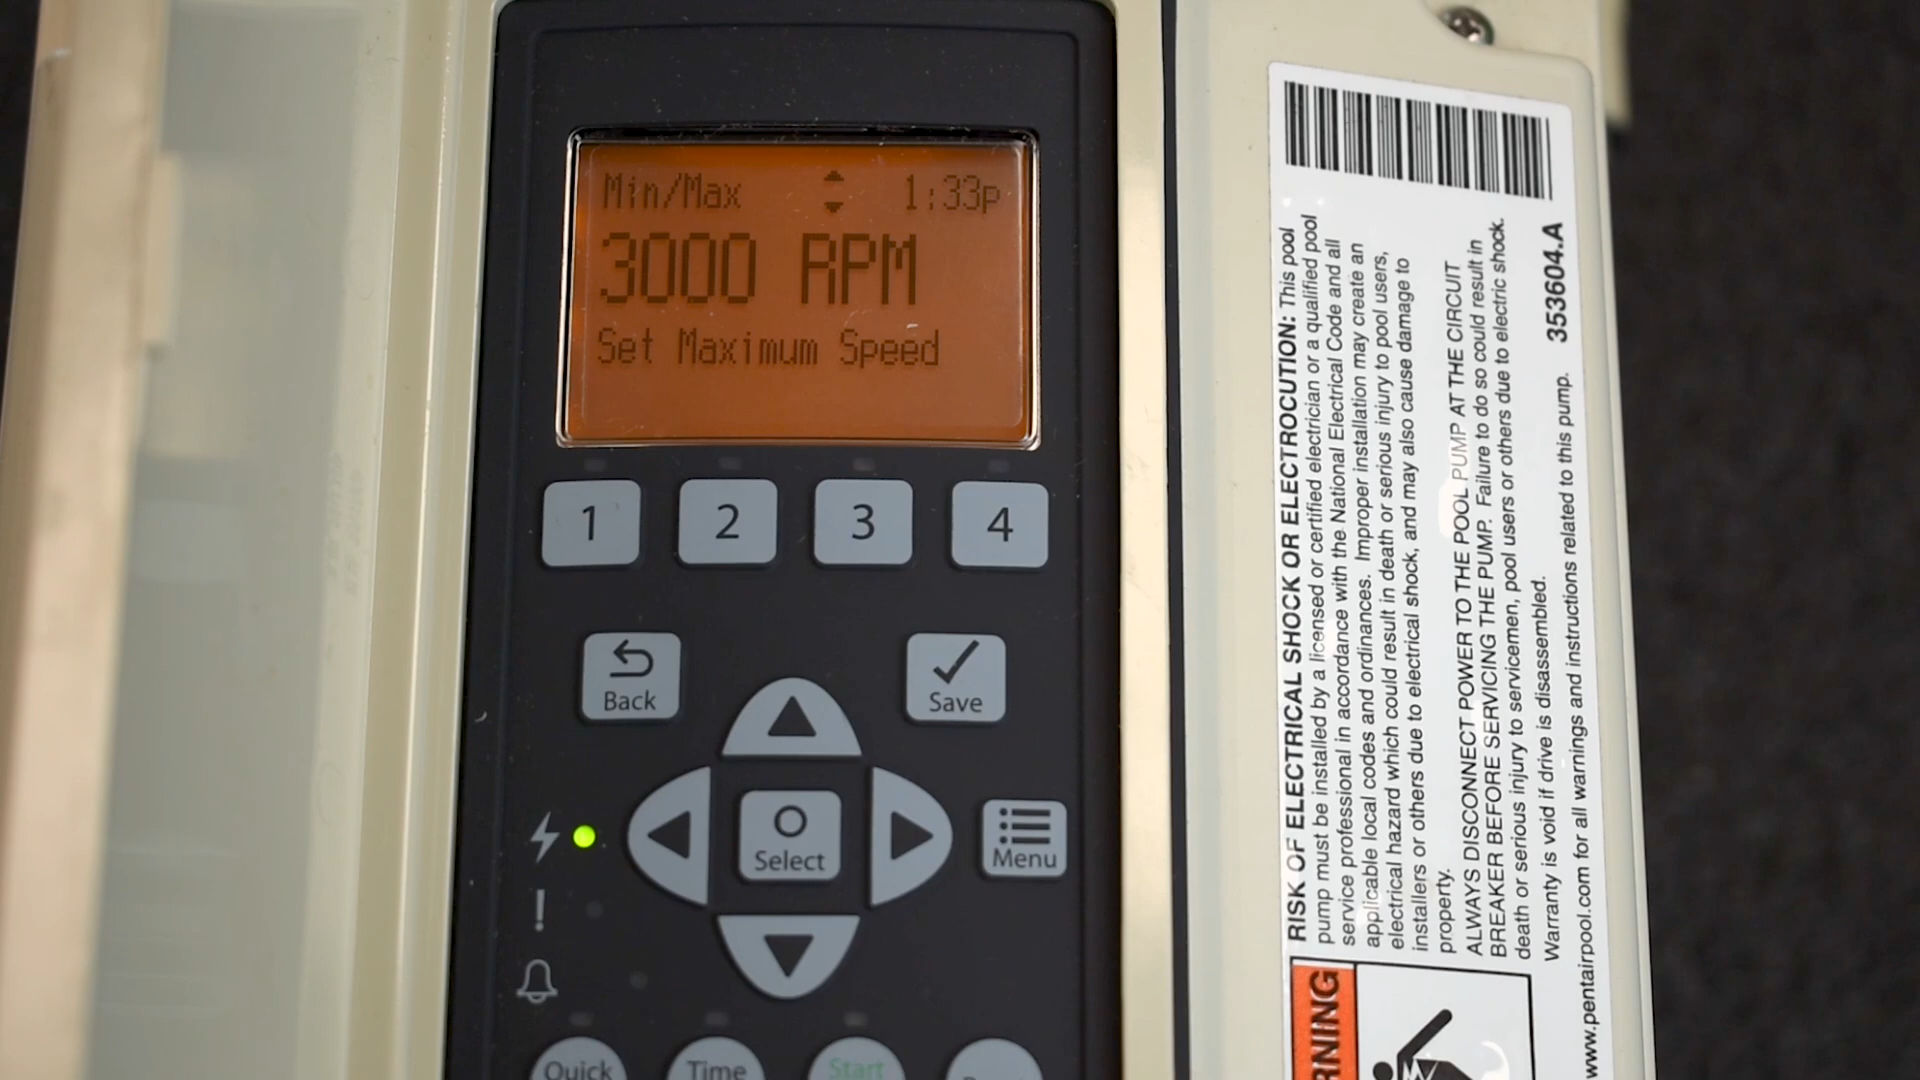 Min/Max 1:33p
3000 RPM
Set Maximum Speed
1 2 3 4
Back
Save
Select
Menu
Quick
Time
Start
RISK OF ELECTRICAL SHOCK OR ELECTROCUTION: This pool
pump must be installed by a licensed or certified electrician or a qualified pool
service professional in accordance with the National Electrical Code and all
applicable local codes and ordinances. Improper installation may create an
electrical hazard which could result in death or serious injury to pool users,
installers or others due to electrical shock, and may also cause damage to
property.
ALWAYS DISCONNECT POWER TO THE POOL PUMP AT THE CIRCUIT
BREAKER BEFORE SERVICING THE PUMP. Failure to do so could result in
death or serious injury to servicemen, pool users or others due to electric shock.
Warranty is void if drive is disassembled.
353604.A
www.pentairpool.com for all warnings and instructions related to this pump.
RNING